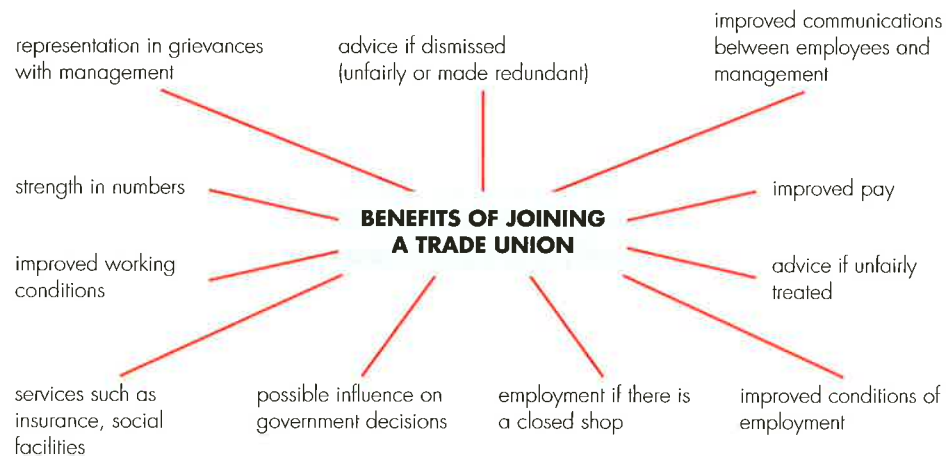 representation in grievances
with management
advice if dismissed
(unfairly or made redundant)
improved communications
between employees and
management
strength in numbers
BENEFITS OF JOINING
A TRADE UNION
improved pay
improved working
conditions
advice if unfairly
treated
services such as
insurance, social
facilities
possible influence on
government decisions
employment if there is
a closed shop
improved conditions of
employment